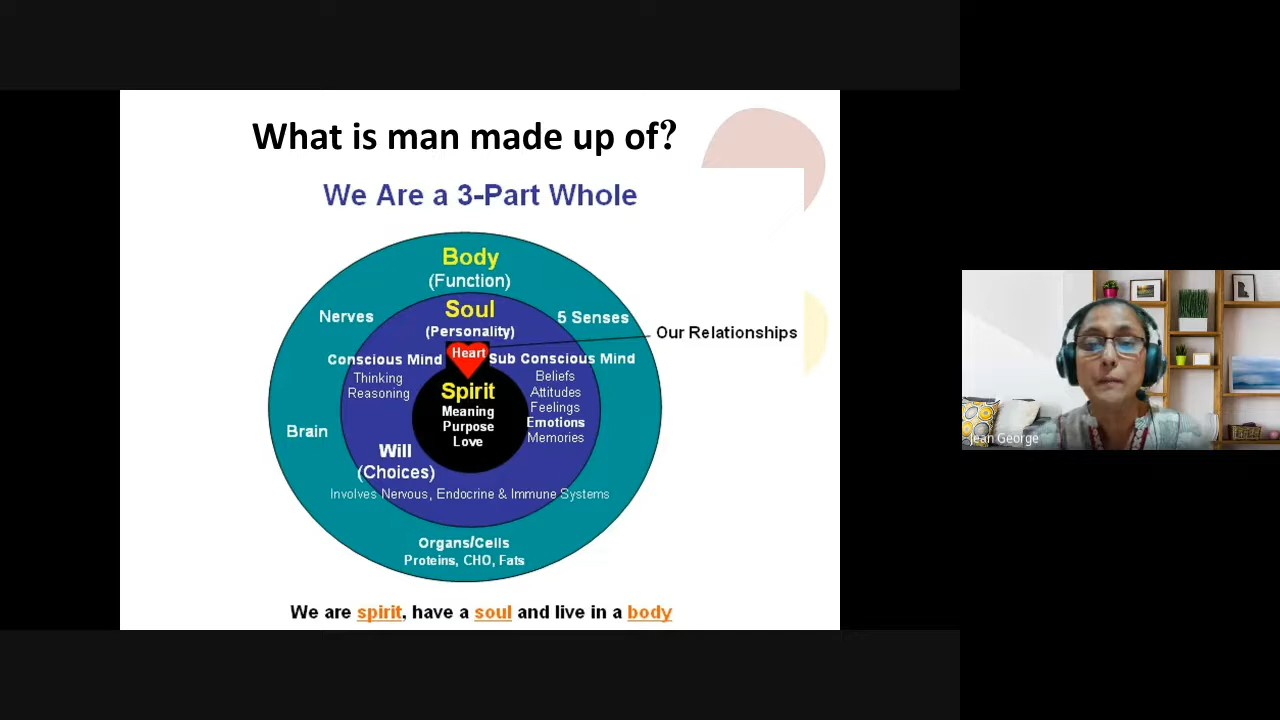 What is man made up of?
We Are a 3-Part Whole
Body
(Function)
Soul
(Personality)
Nerves
5 Senses
Our Relationships
Heart
Conscious Mind
Thinking
Reasoning
Sub Conscious Mind
Beliefs
Attitudes
Feelings
Emotions
Memories
Spirit
Meaning
Purpose
Love
Brain
Will
(Choices)
Involves Nervous, Endocrine & Immune Systems
Organs/Cells
Proteins, CHO, Fats
We are spirit, have a soul and live in a body
Jean George